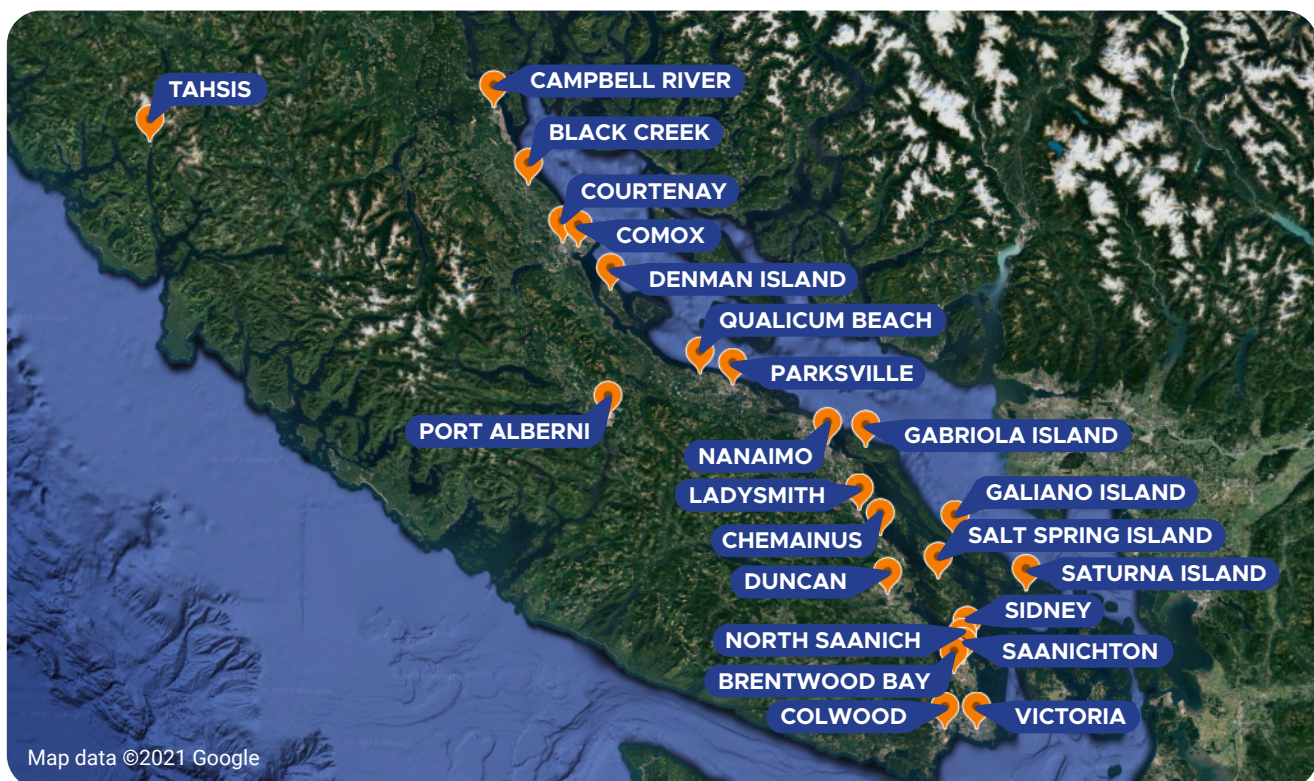 CAMPBELL RIVER
TAHSIS
BLACK CREEK
COURTENAY
COMOX
DENMAN ISLAND
QUALICUM BEACH
PARKSVILLE
PORT ALBERNI
GABRIOLA ISLAND
NANAIMO
LADYSMITH
GALIANO ISLAND
CHEMAINUS
SALT SPRING ISLAND
DUNCAN
SATURNA ISLAND
SIDNEY
NORTH SAANICH
SAANICHTON
BRENTWOOD BAY
COLWOOD
VICTORIA
Map data ©2021 Google